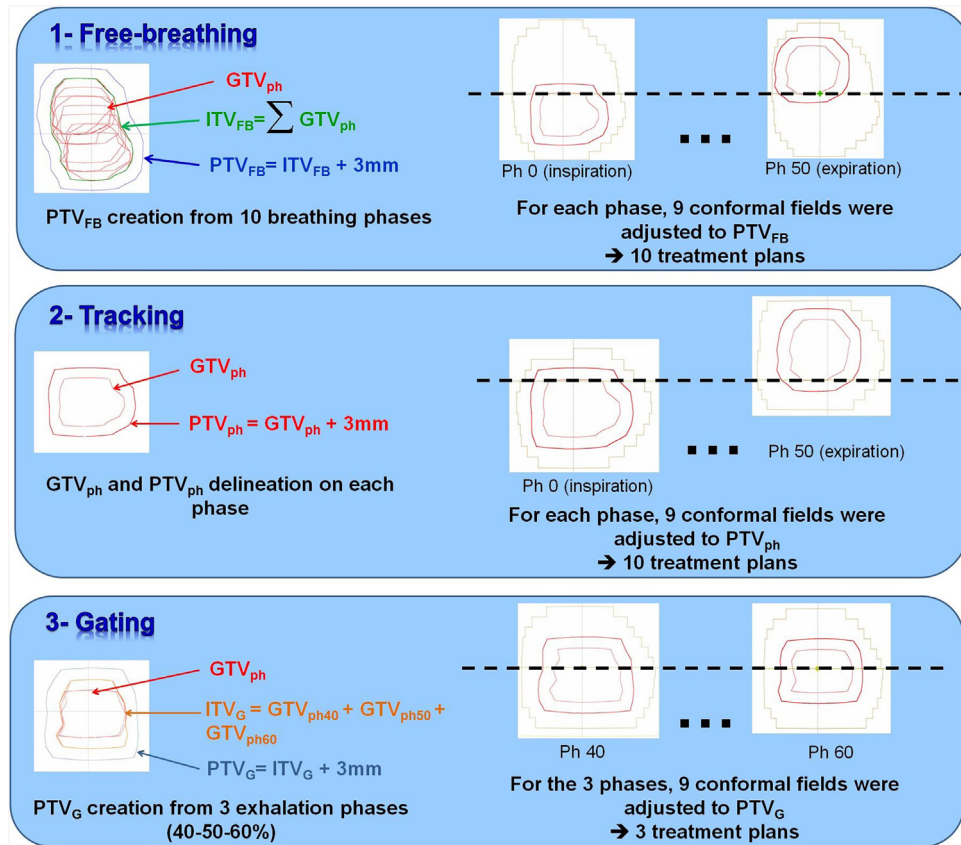 1- Free-breathing
GTVph
ITVFB= ∑ GTVph
PTVFB= ITVFB + 3mm
PTVFB creation from 10 breathing phases
Ph 0 (inspiration)
Ph 50 (expiration)
For each phase, 9 conformal fields were
adjusted to PTVFB
➔ 10 treatment plans
2- Tracking
GTVph
PTVph = GTVph + 3mm
GTVph and PTVph delineation on each
phase
Ph 0 (inspiration)
Ph 50 (expiration)
For each phase, 9 conformal fields were
adjusted to PTVph
➔ 10 treatment plans
3- Gating
GTVph
ITVG = GTVph40 + GTVph50 +
GTVph60
PTVG= ITVG + 3mm
PTVG creation from 3 exhalation phases
(40-50-60%)
Ph 40
Ph 60
For the 3 phases, 9 conformal fields were
adjusted to PTVG
➔ 3 treatment plans